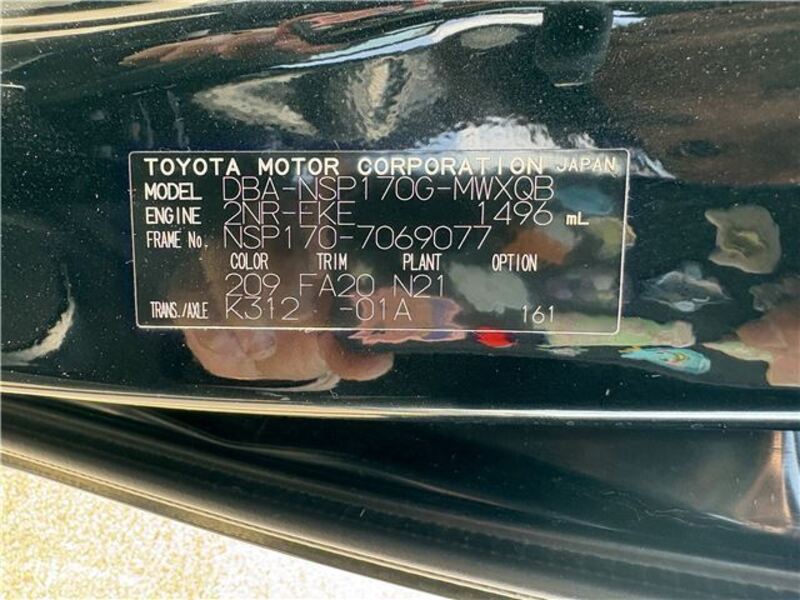 TOYOTA MOTOR CORPORATION JAPAN
MODEL DBA-NSP170G-MWXQB
ENGINE 2NR-FKE 1496 mL
FRAME No. NSP170-7069077
COLOR TRIM PLANT OPTION
209 FA20 N21
TRANS./AXLE K312 -01A 161